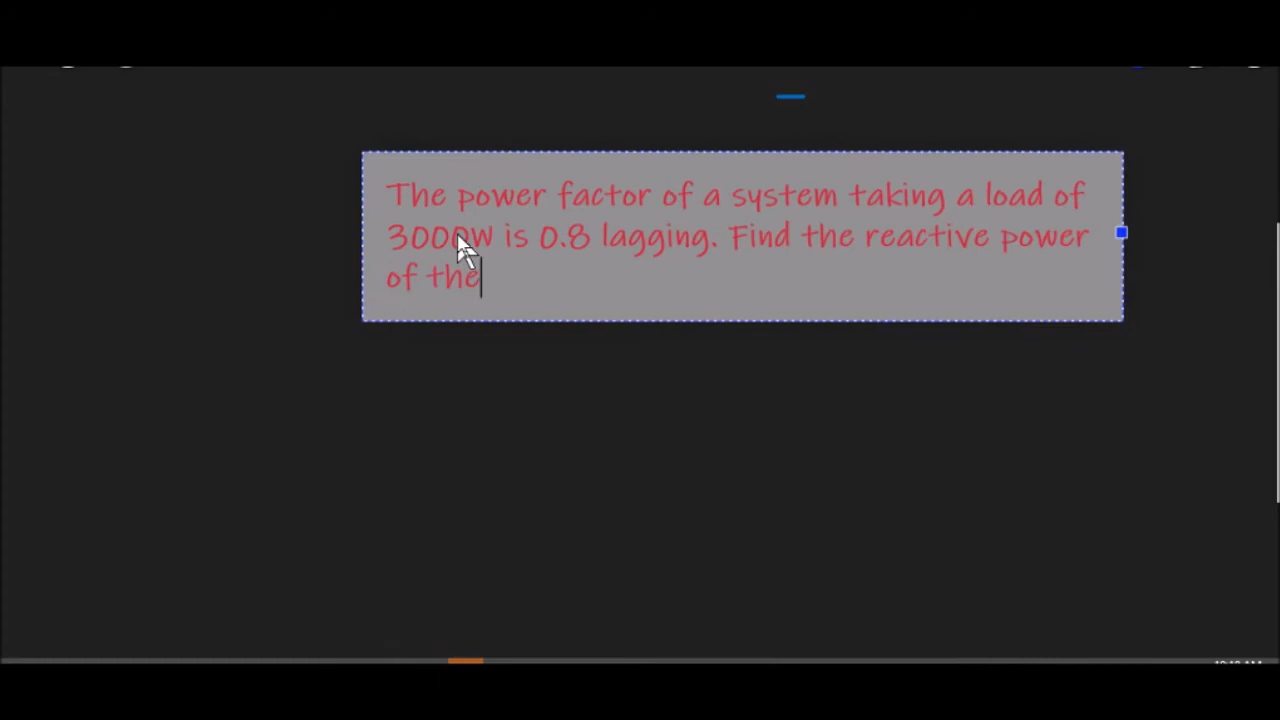 The power factor of a system taking a load of
3000W is 0.8 lagging. Find the reactive power
of the